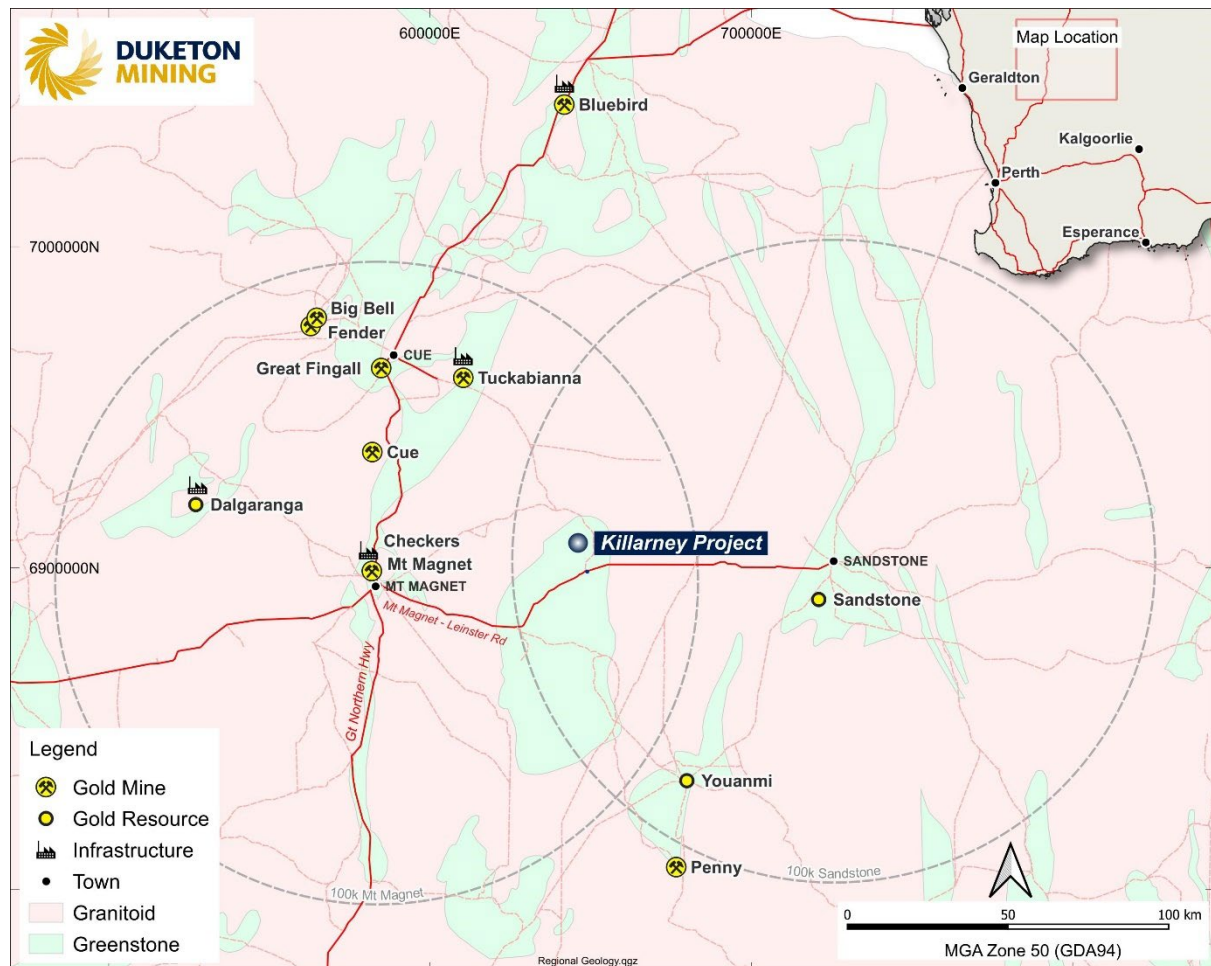 DUKETON
MINING
600000E
700000E
Map Location
Geraldton
Kalgoorlie
Perth
Esperance
Bluebird
7000000N
Big Bell
Fender
CUE
Great Fingall
Tuckabianna
Cue
Dalgaranga
Killarney Project
Checkers
Mt Magnet
6900000N
MT MAGNET
SANDSTONE
Sandstone
Mt Magnet - Leinster Rd
Gt Northern Hwy
Youanmi
Penny
100k Mt Magnet
100k Sandstone
Legend
Gold Mine
Gold Resource
Infrastructure
Town
Granitoid
Greenstone
0 50 100 km
MGA Zone 50 (GDA94)
Regional Geology.qgz